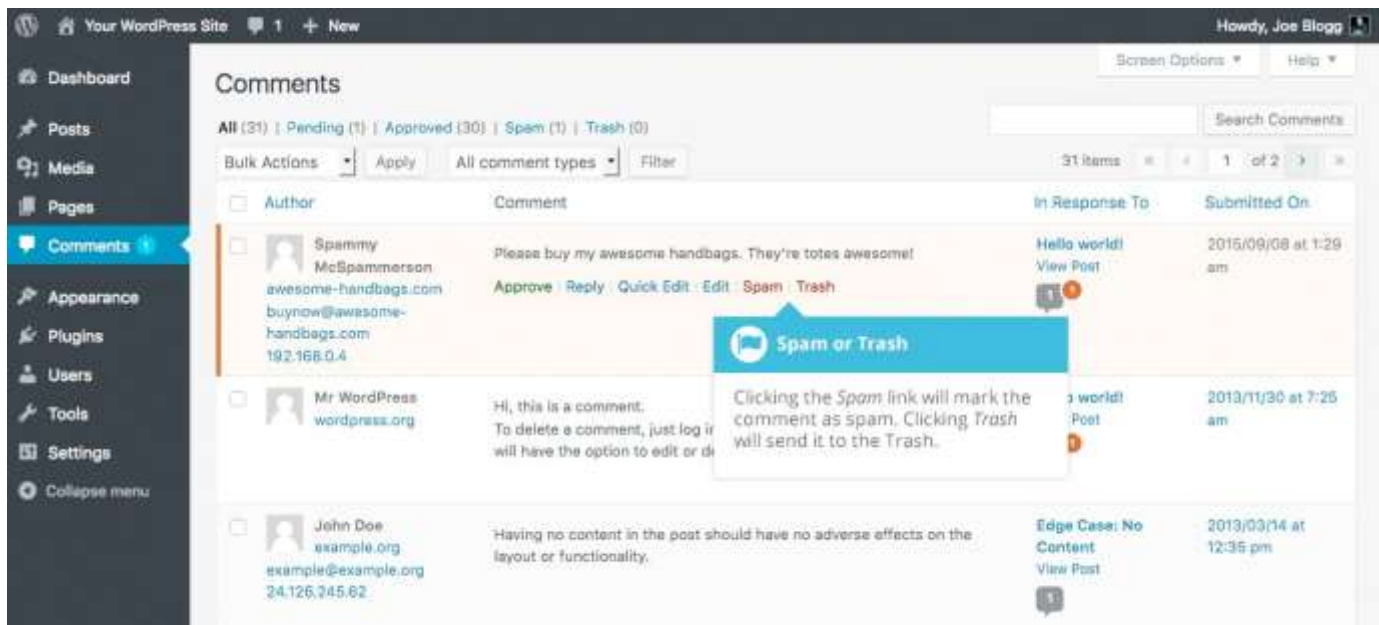 Your WordPress Site 1 + New Howdy, Joe Blogg
Screen Options Help
Dashboard
Posts
Media
Pages
Comments 1
Appearance
Plugins
Users
Tools
Settings
Collapse menu
Comments
All (31) | Pending (1) | Approved (30) | Spam (1) | Trash (0)
Search Comments
Bulk Actions Apply All comment types Filter 31 items « ‹ 1 of 2 › »
Author Comment In Response To Submitted On
Spammy
McSpammerson
awesome-handbags.com
buynow@awesome-
handbags.com
192.168.0.4
Please buy my awesome handbags. They're totes awesome!
Approve | Reply | Quick Edit | Edit | Spam | Trash
Hello world!
View Post
1 1
2015/09/08 at 1:29
am
Spam or Trash
Clicking the Spam link will mark the
comment as spam. Clicking Trash
will send it to the Trash.
Mr WordPress
wordpress.org
Hi, this is a comment.
To delete a comment, just log in
will have the option to edit or de
world!
Post
2013/11/30 at 7:25
am
John Doe
example.org
example@example.org
24.126.245.62
Having no content in the post should have no adverse effects on the
layout or functionality.
Edge Case: No
Content
View Post
1
2013/03/14 at
12:35 pm